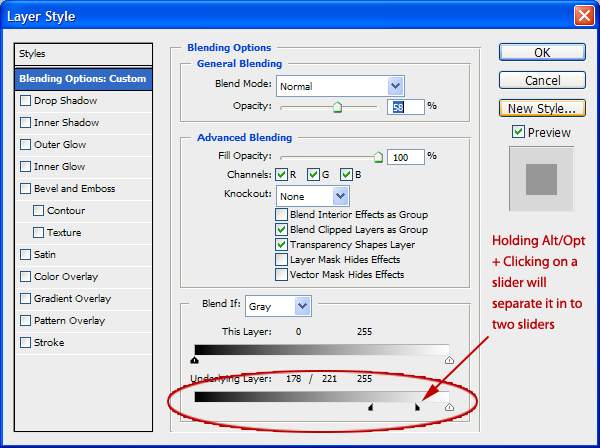 Layer Style
Styles
Blending Options: Custom
Drop Shadow
Inner Shadow
Outer Glow
Inner Glow
Bevel and Emboss
Contour
Texture
Satin
Color Overlay
Gradient Overlay
Pattern Overlay
Stroke
Blending Options
General Blending
Blend Mode: Normal
Opacity: 58 %
Advanced Blending
Fill Opacity: 100 %
Channels: R G B
Knockout: None
Blend Interior Effects as Group
Blend Clipped Layers as Group
Transparency Shapes Layer
Layer Mask Hides Effects
Vector Mask Hides Effects
Blend If: Gray
This Layer: 0 255
Underlying Layer: 178 / 221 255
OK
Cancel
New Style...
Preview
Holding Alt/Opt
+ Clicking on a
slider will
separate it in to
two sliders